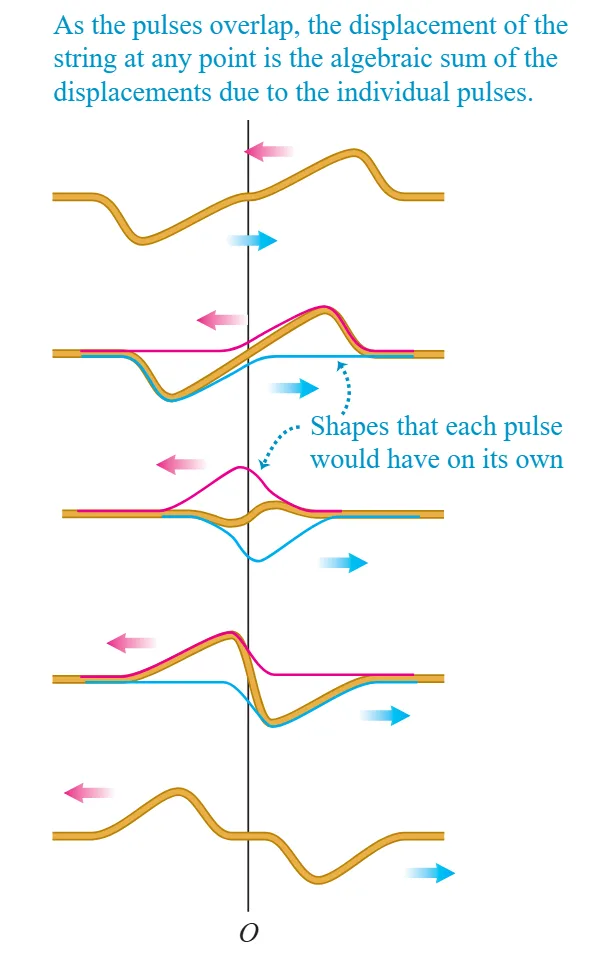 As the pulses overlap, the displacement of the
string at any point is the algebraic sum of the
displacements due to the individual pulses.
Shapes that each pulse
would have on its own
O